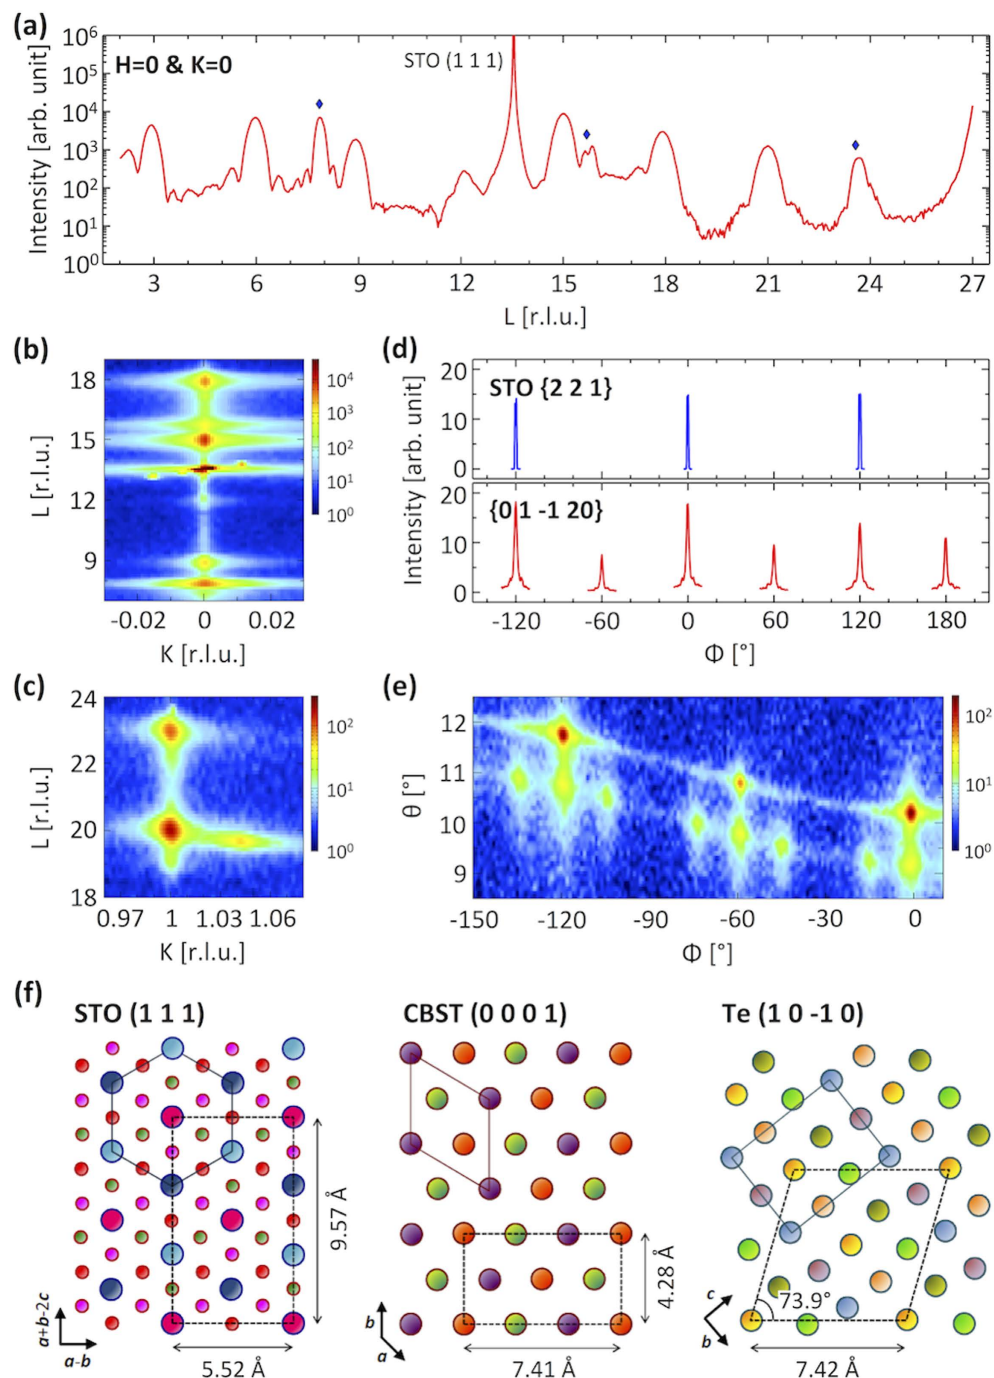 (a)
H=0 & K=0
STO (1 1 1)
Intensity [arb. unit]
10⁶
10⁵
10⁴
10³
10²
10¹
10⁰
3 6 9 12 15 18 21 24 27
L [r.l.u.]
(b)
L [r.l.u.]
18
15
12
9
10⁴
10³
10²
10¹
10⁰
-0.02 0 0.02
K [r.l.u.]
(d)
Intensity [arb. unit]
STO {2 2 1}
20
10
0
{0 1 -1 20}
20
10
0
-120 -60 0 60 120 180
Φ [°]
(c)
L [r.l.u.]
24
22
20
18
10²
10¹
10⁰
0.97 1 1.03 1.06
K [r.l.u.]
(e)
θ [°]
12
11
10
9
10²
10¹
10⁰
-150 -120 -90 -60 -30 0
Φ [°]
(f)
STO (1 1 1)
9.57 Å
a+b-2c
a-b
5.52 Å
CBST (0 0 0 1)
4.28 Å
b
a
7.41 Å
Te (1 0 -1 0)
73.9°
c
b
7.42 Å